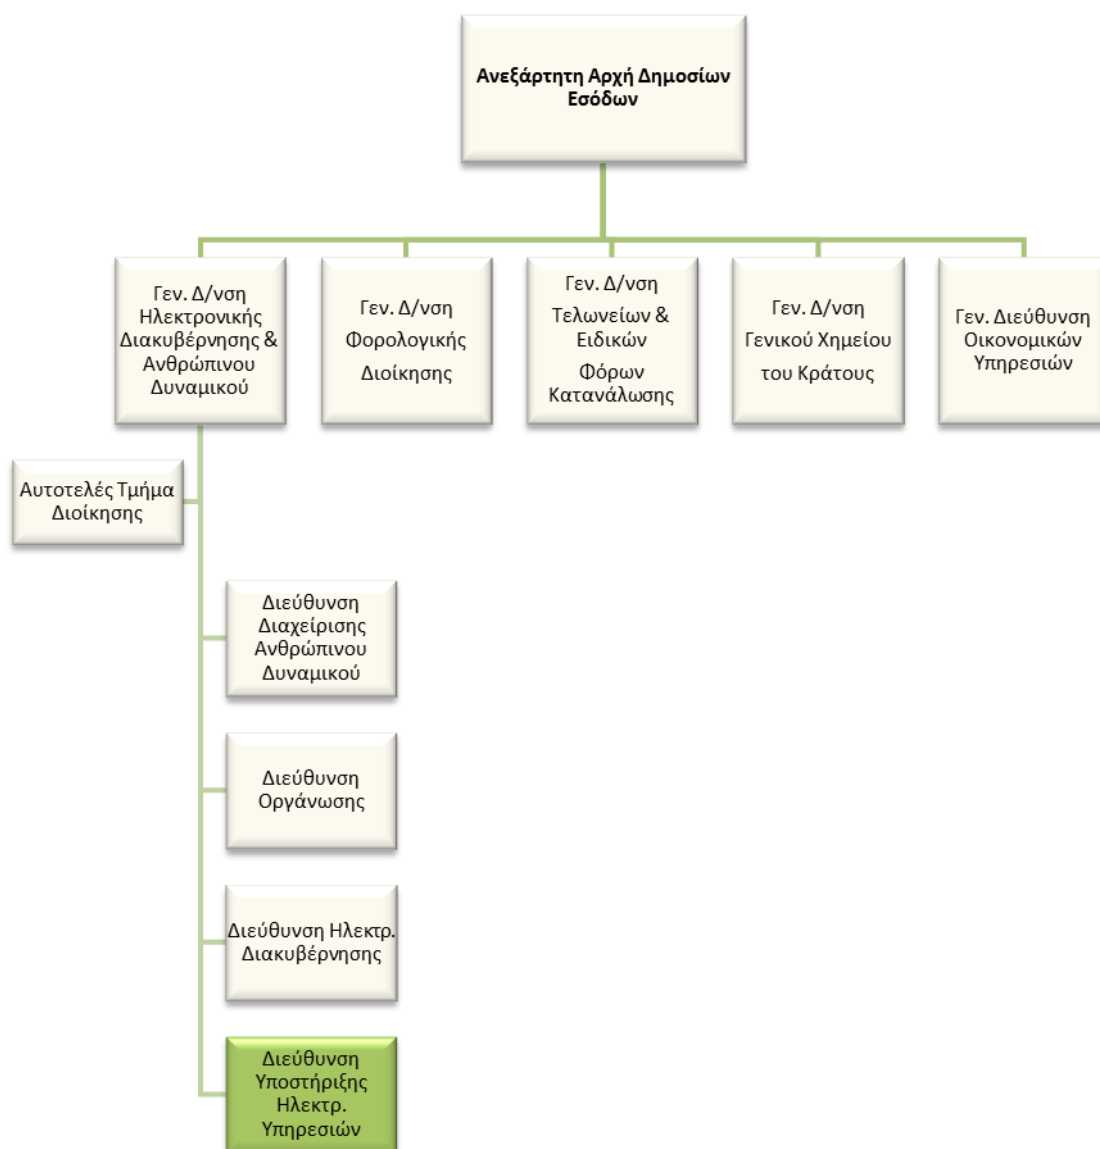 Ανεξάρτητη Αρχή Δημοσίων
Εσόδων
Γεν. Δ/νση
Ηλεκτρονικής
Διακυβέρνησης &
Ανθρώπινου
Δυναμικού
Γεν. Δ/νση
Φορολογικής
Διοίκησης
Γεν. Δ/νση
Τελωνείων &
Ειδικών
Φόρων
Κατανάλωσης
Γεν. Δ/νση
Γενικού Χημείου
του Κράτους
Γεν. Διεύθυνση
Οικονομικών
Υπηρεσιών
Αυτοτελές Τμήμα
Διοίκησης
Διεύθυνση
Διαχείρισης
Ανθρώπινου
Δυναμικού
Διεύθυνση
Οργάνωσης
Διεύθυνση Ηλεκτρ.
Διακυβέρνησης
Διεύθυνση
Υποστήριξης
Ηλεκτρ.
Υπηρεσιών